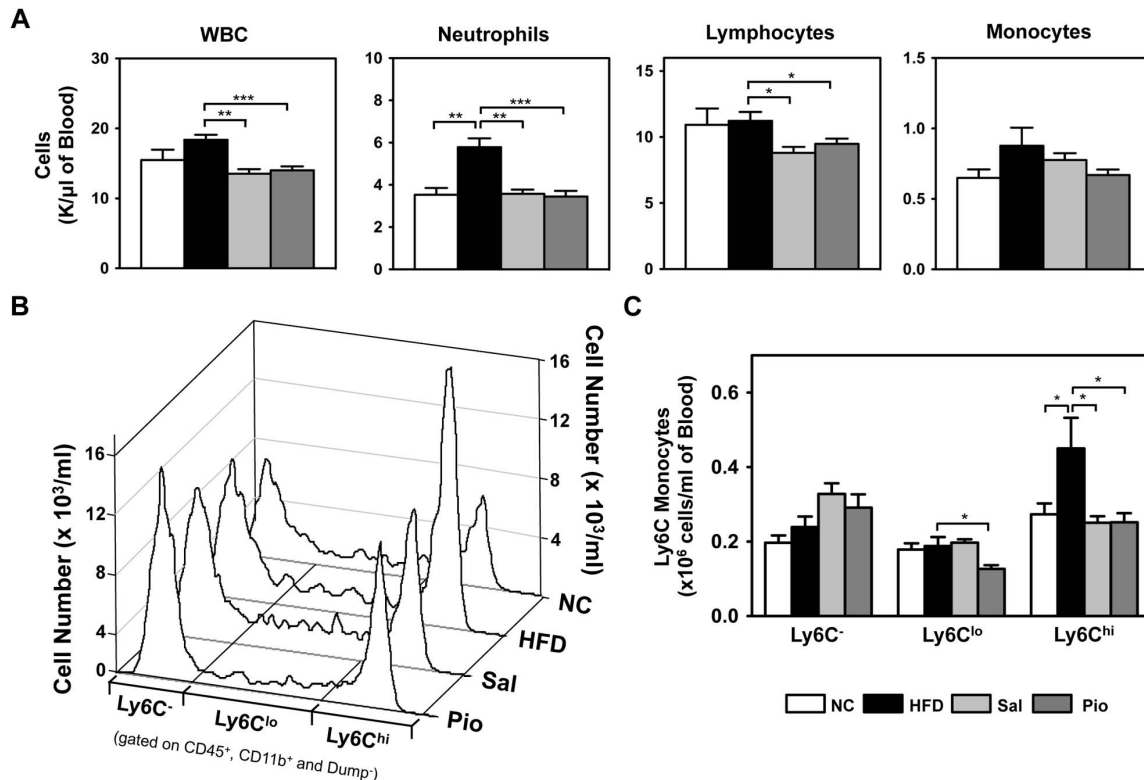 A
WBC
Neutrophils
Lymphocytes
Monocytes
Cells
(K/μl of Blood)
30
20
10
0
***
**
10
8
6
4
2
0
**
***
**
15
10
5
0
*
*
1.5
1.0
0.5
0.0
B
Cell Number (x 10³/ml)
16
12
8
4
0
Cell Number (x 10³/ml)
16
12
8
4
NC
HFD
Sal
Pio
Ly6C⁻
Ly6Cˡᵒ
Ly6Cʰⁱ
(gated on CD45⁺, CD11b⁺ and Dump⁻)
C
Ly6C Monocytes
(x10⁶ cells/ml of Blood)
0.6
0.4
0.2
0.0
*
*
*
*
Ly6C⁻
Ly6Cˡᵒ
Ly6Cʰⁱ
NC HFD Sal Pio